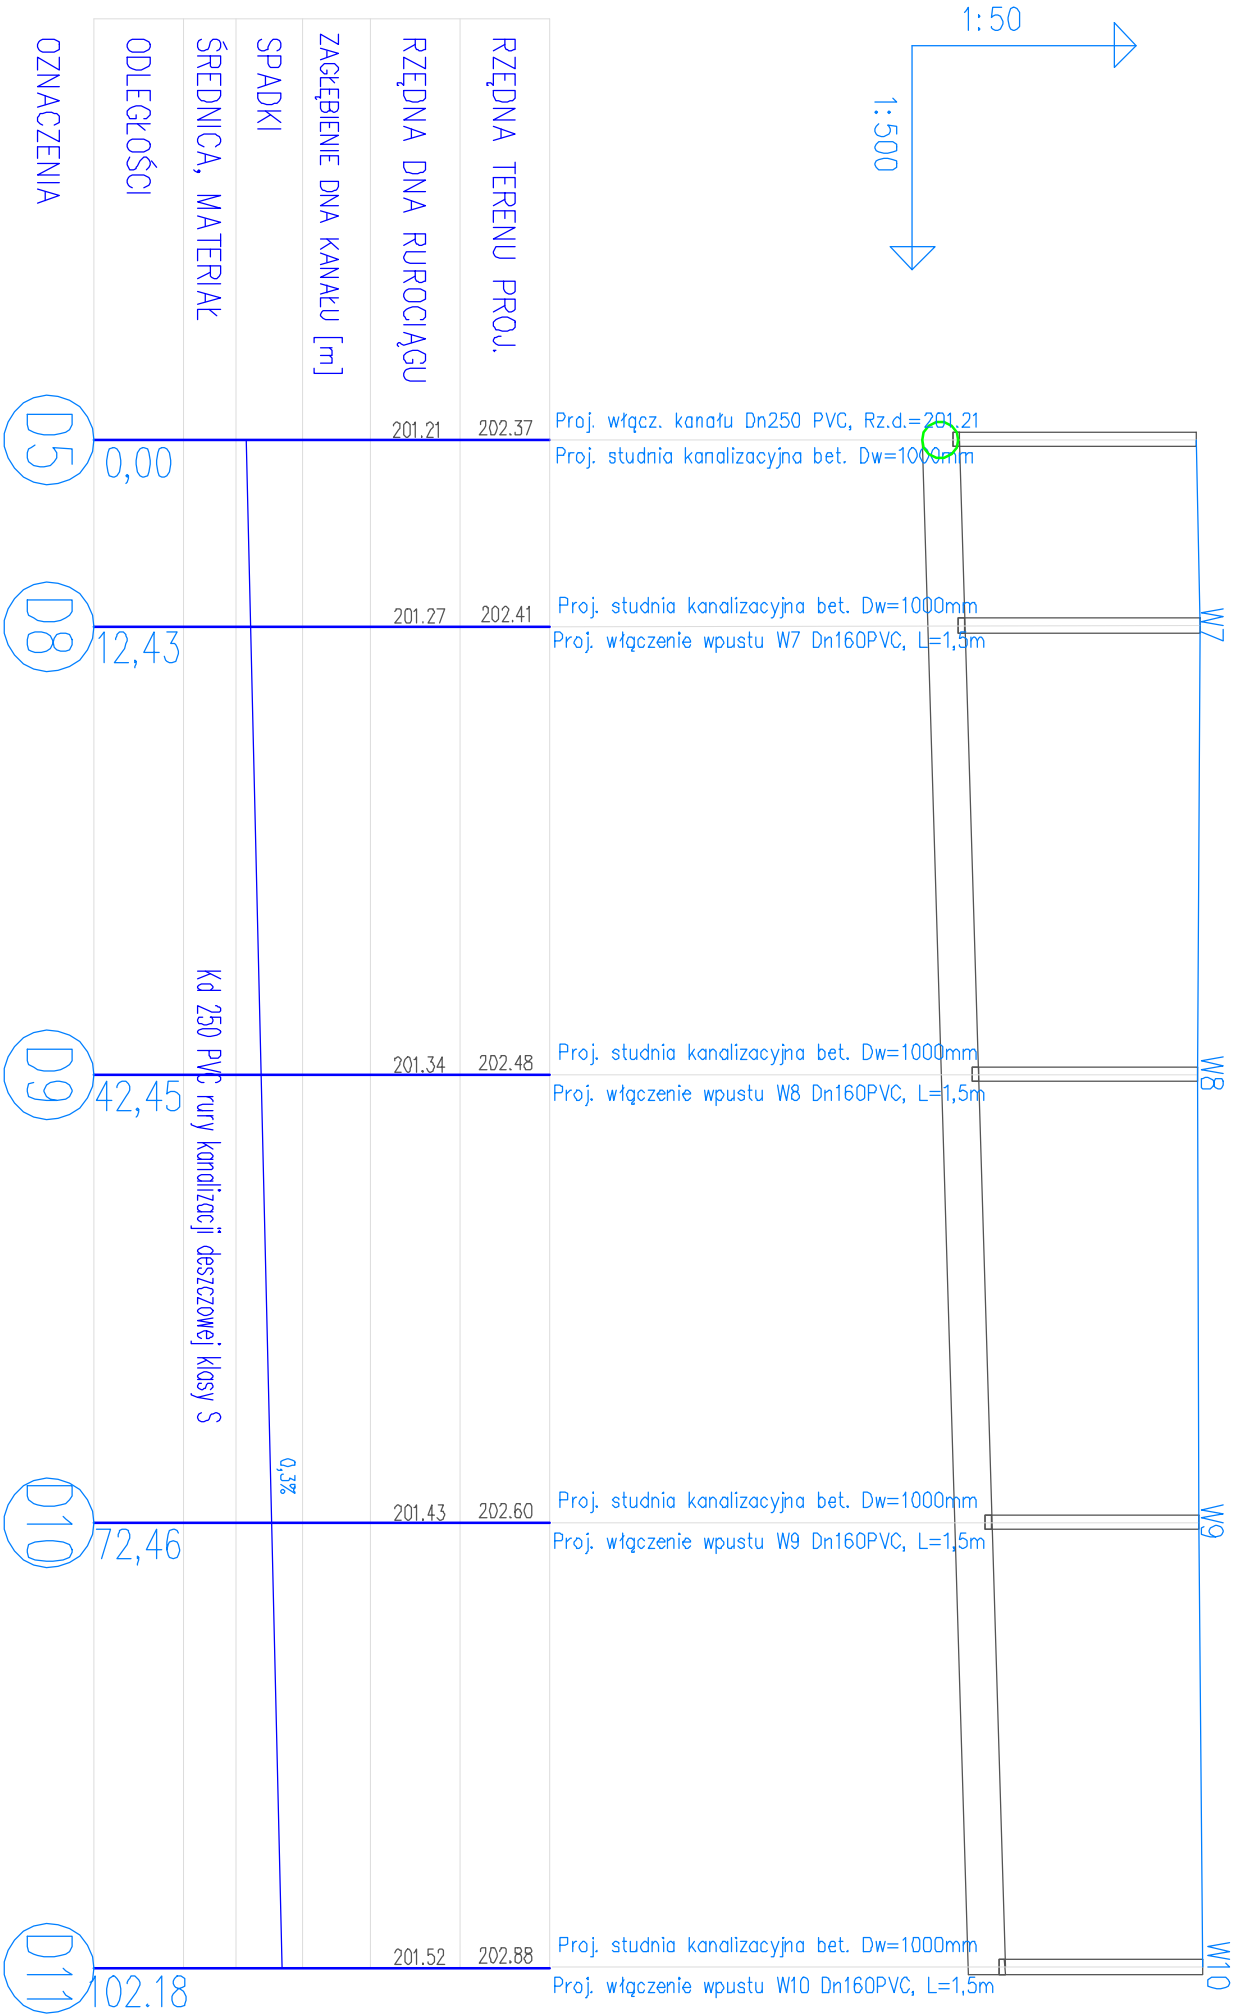 1:50
1:500
RZĘDNA TERENU PROJ.
RZĘDNA DNA RUROCIĄGU
ZAGŁĘBIENIE DNA KANAŁU [m]
SPADKI
ŚREDNICA, MATERIAŁ
ODLEGŁOŚCI
OZNACZENIA
Proj. włącz. kanału Dn250 PVC, Rz.d.=201.21
Proj. studnia kanalizacyjna bet. Dw=1000mm
202.37
201.21
0,00
D5
W7
Proj. studnia kanalizacyjna bet. Dw=1000mm
Proj. włączenie wpustu W7 Dn160PVC, L=1,5m
202.41
201.27
12,43
D8
W8
Proj. studnia kanalizacyjna bet. Dw=1000mm
Proj. włączenie wpustu W8 Dn160PVC, L=1,5m
202.48
201.34
42,45
D9
Kd 250 PVC rury kanalizacji deszczowej klasy S
0,3%
W9
Proj. studnia kanalizacyjna bet. Dw=1000mm
Proj. włączenie wpustu W9 Dn160PVC, L=1,5m
202.60
201.43
72,46
D10
W10
Proj. studnia kanalizacyjna bet. Dw=1000mm
Proj. włączenie wpustu W10 Dn160PVC, L=1,5m
202.88
201.52
102.18
D11